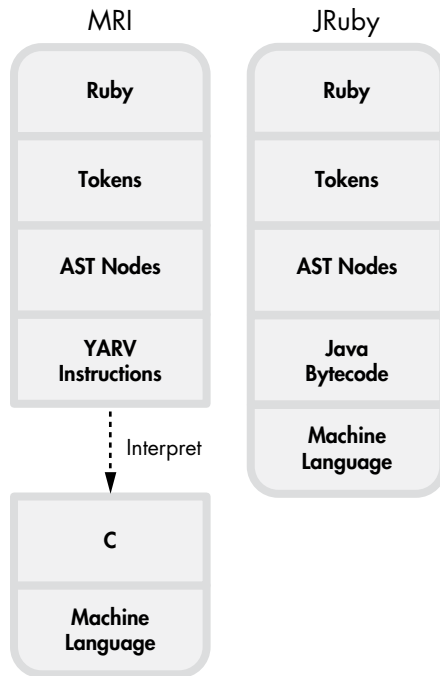 MRI
Ruby
Tokens
AST Nodes
YARV
Instructions
Interpret
C
Machine
Language
JRuby
Ruby
Tokens
AST Nodes
Java
Bytecode
Machine
Language